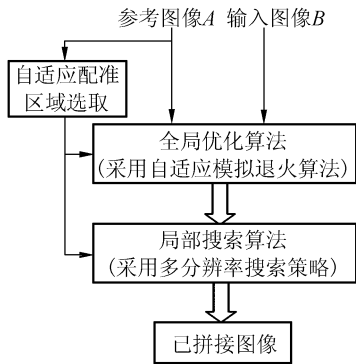 参考图像A 输入图像B
自适应配准
区域选取
全局优化算法
(采用自适应模拟退火算法)
局部搜索算法
(采用多分辨率搜索策略)
已拼接图像